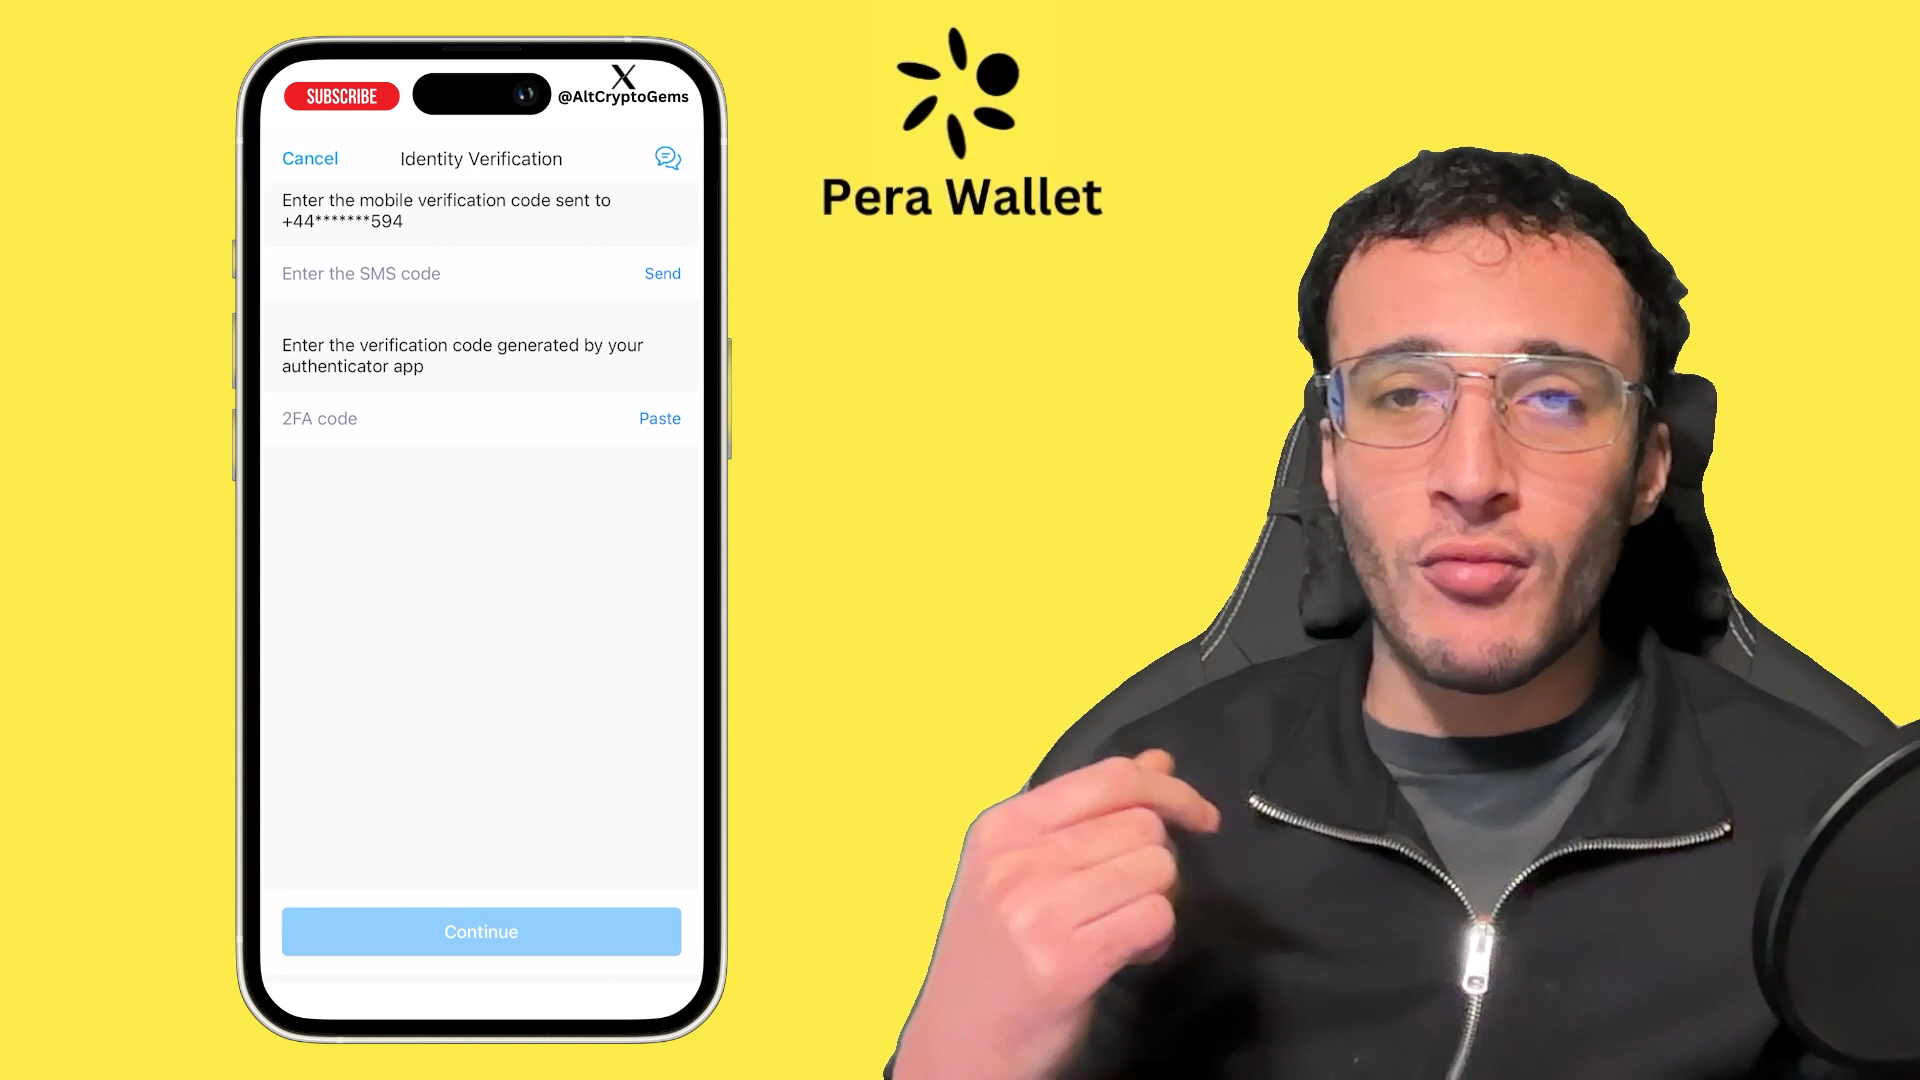 SUBSCRIBE
X
@AltCryptoGems
Cancel
Identity Verification
Enter the mobile verification code sent to
+44*******594
Enter the SMS code
Send
Enter the verification code generated by your
authenticator app
2FA code
Paste
Continue
Pera Wallet